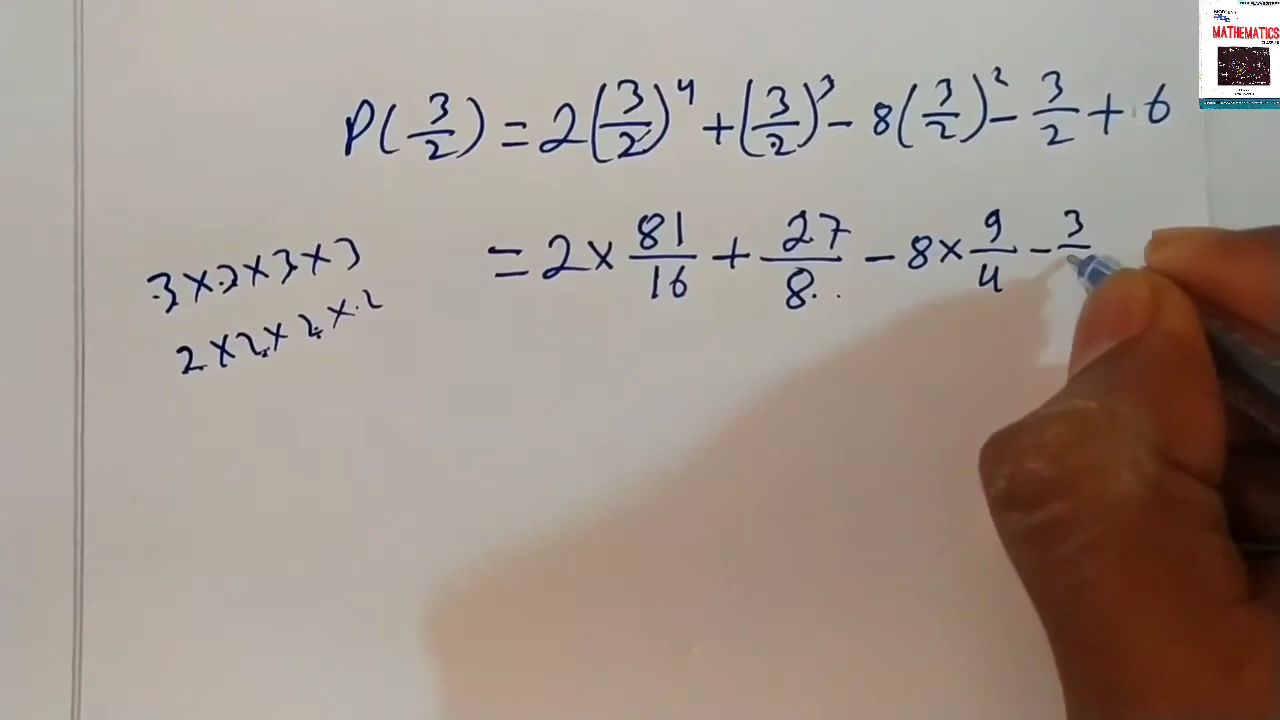 P(3/2) = 2(3/2)^4 + (3/2)^3 - 8(3/2)^2 - 3/2 + 6
= 2 × 81/16 + 27/8.. - 8 × 9/4 - 3/
3 × 3 × 3 × 3
2 × 2 × 2 × 2
MATHEMATICS